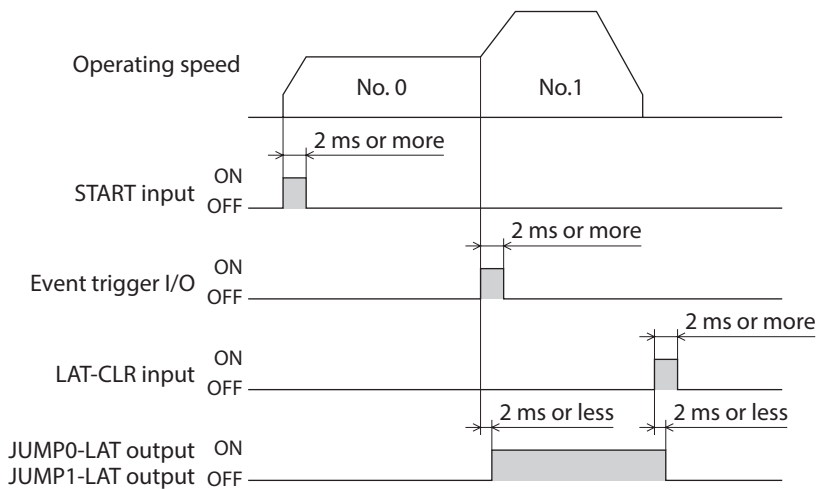 Operating speed
No. 0
No.1
2 ms or more
START input
ON
OFF
2 ms or more
Event trigger I/O
ON
OFF
2 ms or more
LAT-CLR input
ON
OFF
2 ms or less
2 ms or less
JUMP0-LAT output ON
JUMP1-LAT output OFF